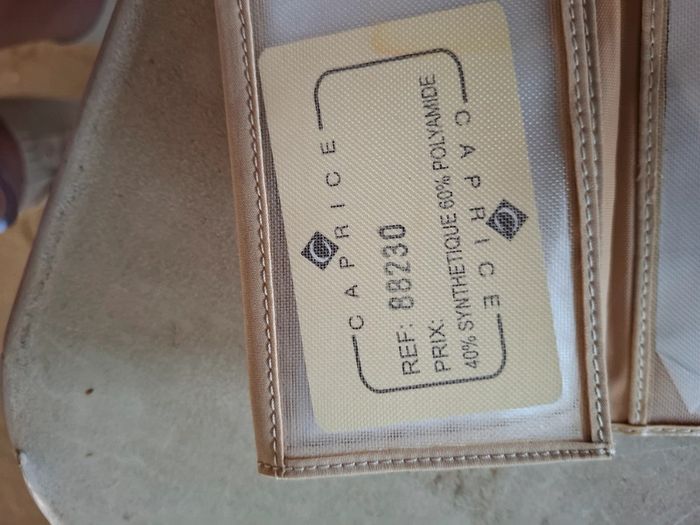 CAPRICE
REF: 88230
PRIX:
40% SYNTHETIQUE 60% POLYAMIDE
CAPRICE